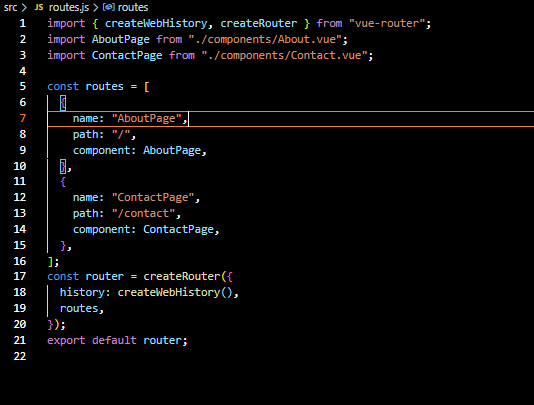 src > JS routes.js > routes
1 import { createWebHistory, createRouter } from "vue-router";
2 import AboutPage from "./components/About.vue";
3 import ContactPage from "./components/Contact.vue";
4
5 const routes = [
6   {
7     name: "AboutPage",
8     path: "/",
9     component: AboutPage,
10   },
11   {
12     name: "ContactPage",
13     path: "/contact",
14     component: ContactPage,
15   },
16 ];
17 const router = createRouter({
18   history: createWebHistory(),
19   routes,
20 });
21 export default router;
22